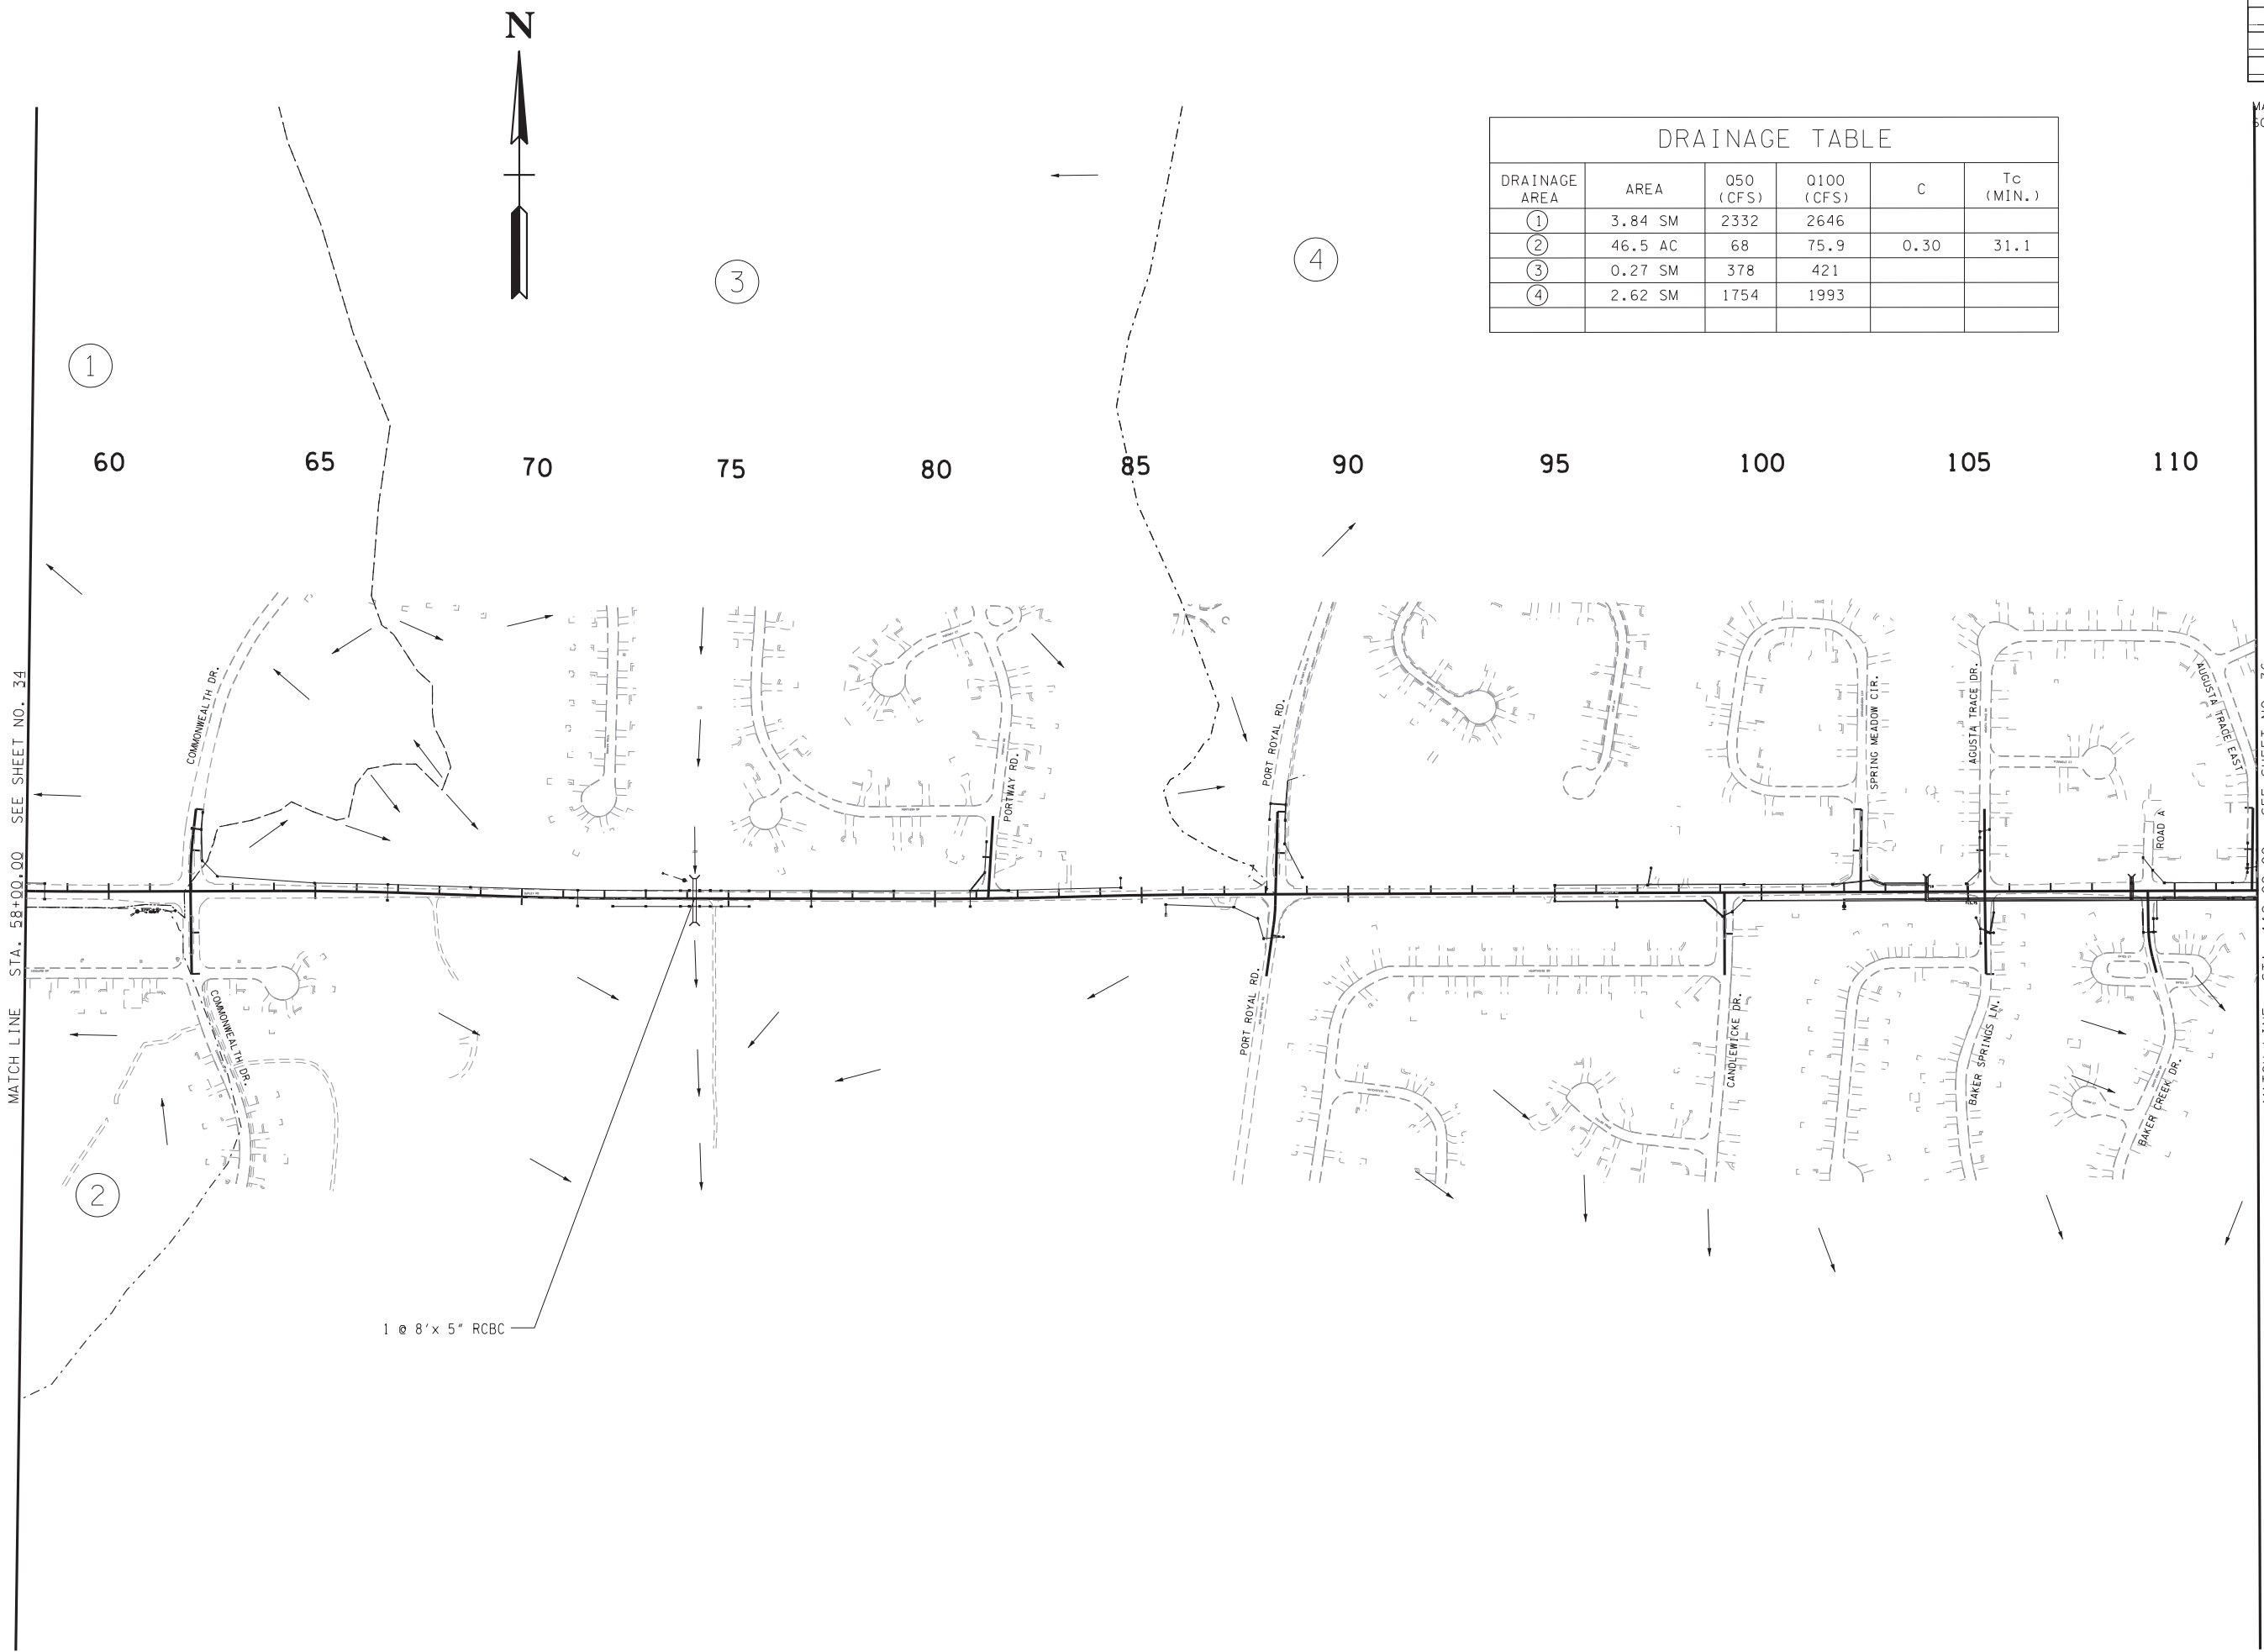 N
DRAINAGE TABLE
DRAINAGE AREA AREA Q50 (CFS) Q100 (CFS) C Tc (MIN.)
1 3.84 SM 2332 2646
2 46.5 AC 68 75.9 0.30 31.1
3 0.27 SM 378 421
4 2.62 SM 1754 1993
4
3
1
60 65 70 75 80 85 90 95 100 105 110
MATCH LINE STA. 58+00.00 SEE SHEET NO. 34
COMMONWEALTH DR.
PORTWAY RD.
PORT ROYAL RD.
SPRING MEADOW CIR.
AGUSTA TRACE DR.
AUGUSTA TRACE EAST
ROAD A
COMMONWEALTH DR.
PORT ROYAL RD.
CANDLEWICKE DR.
BAKER SPRINGS LN.
BAKER CREEK DR.
2
1 @ 8'x 5" RCBC